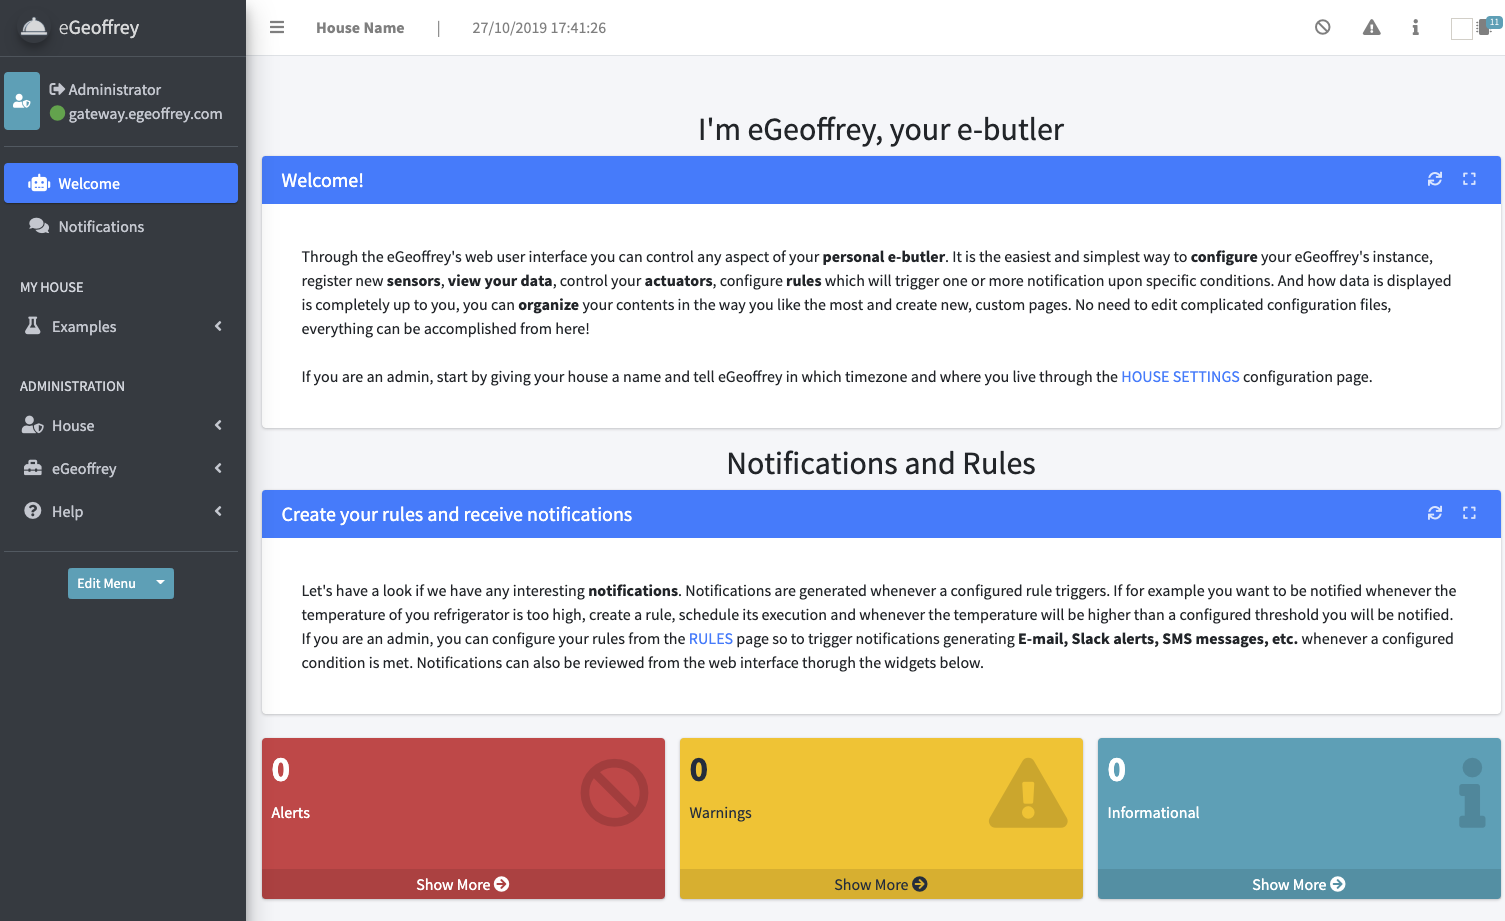 eGeoffrey
House Name | 27/10/2019 17:41:26
11
Administrator
gateway.egeoffrey.com
Welcome
Notifications
MY HOUSE
Examples
ADMINISTRATION
House
eGeoffrey
Help
Edit Menu
I'm eGeoffrey, your e-butler
Welcome!
Through the eGeoffrey's web user interface you can control any aspect of your personal e-butler. It is the easiest and simplest way to configure your eGeoffrey's instance,
register new sensors, view your data, control your actuators, configure rules which will trigger one or more notification upon specific conditions. And how data is displayed
is completely up to you, you can organize your contents in the way you like the most and create new, custom pages. No need to edit complicated configuration files,
everything can be accomplished from here!
If you are an admin, start by giving your house a name and tell eGeoffrey in which timezone and where you live through the HOUSE SETTINGS configuration page.
Notifications and Rules
Create your rules and receive notifications
Let's have a look if we have any interesting notifications. Notifications are generated whenever a configured rule triggers. If for example you want to be notified whenever the
temperature of you refrigerator is too high, create a rule, schedule its execution and whenever the temperature will be higher than a configured threshold you will be notified.
If you are an admin, you can configure your rules from the RULES page so to trigger notifications generating E-mail, Slack alerts, SMS messages, etc. whenever a configured
condition is met. Notifications can also be reviewed from the web interface thorugh the widgets below.
0
Alerts
Show More
0
Warnings
Show More
0
Informational
Show More